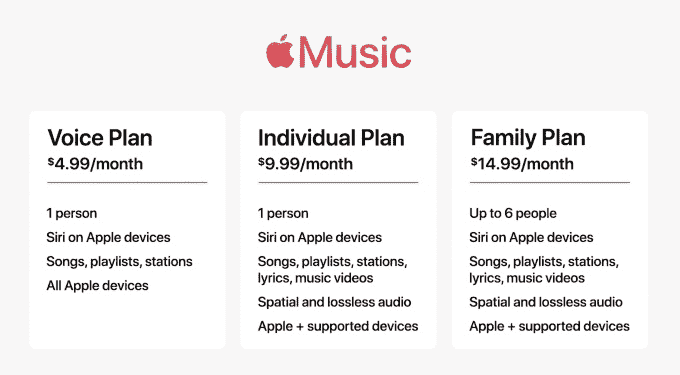 Music
Voice Plan
$4.99/month
1 person
Siri on Apple devices
Songs, playlists, stations
All Apple devices
Individual Plan
$9.99/month
1 person
Siri on Apple devices
Songs, playlists, stations,
lyrics, music videos
Spatial and lossless audio
Apple + supported devices
Family Plan
$14.99/month
Up to 6 people
Siri on Apple devices
Songs, playlists, stations,
lyrics, music videos
Spatial and lossless audio
Apple + supported devices